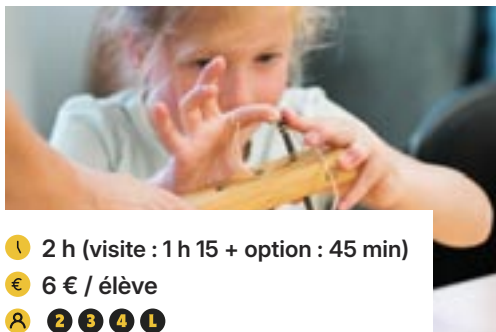 2 h (visite : 1 h 15 + option : 45 min)
€ 6 € / élève
2 3 4 L